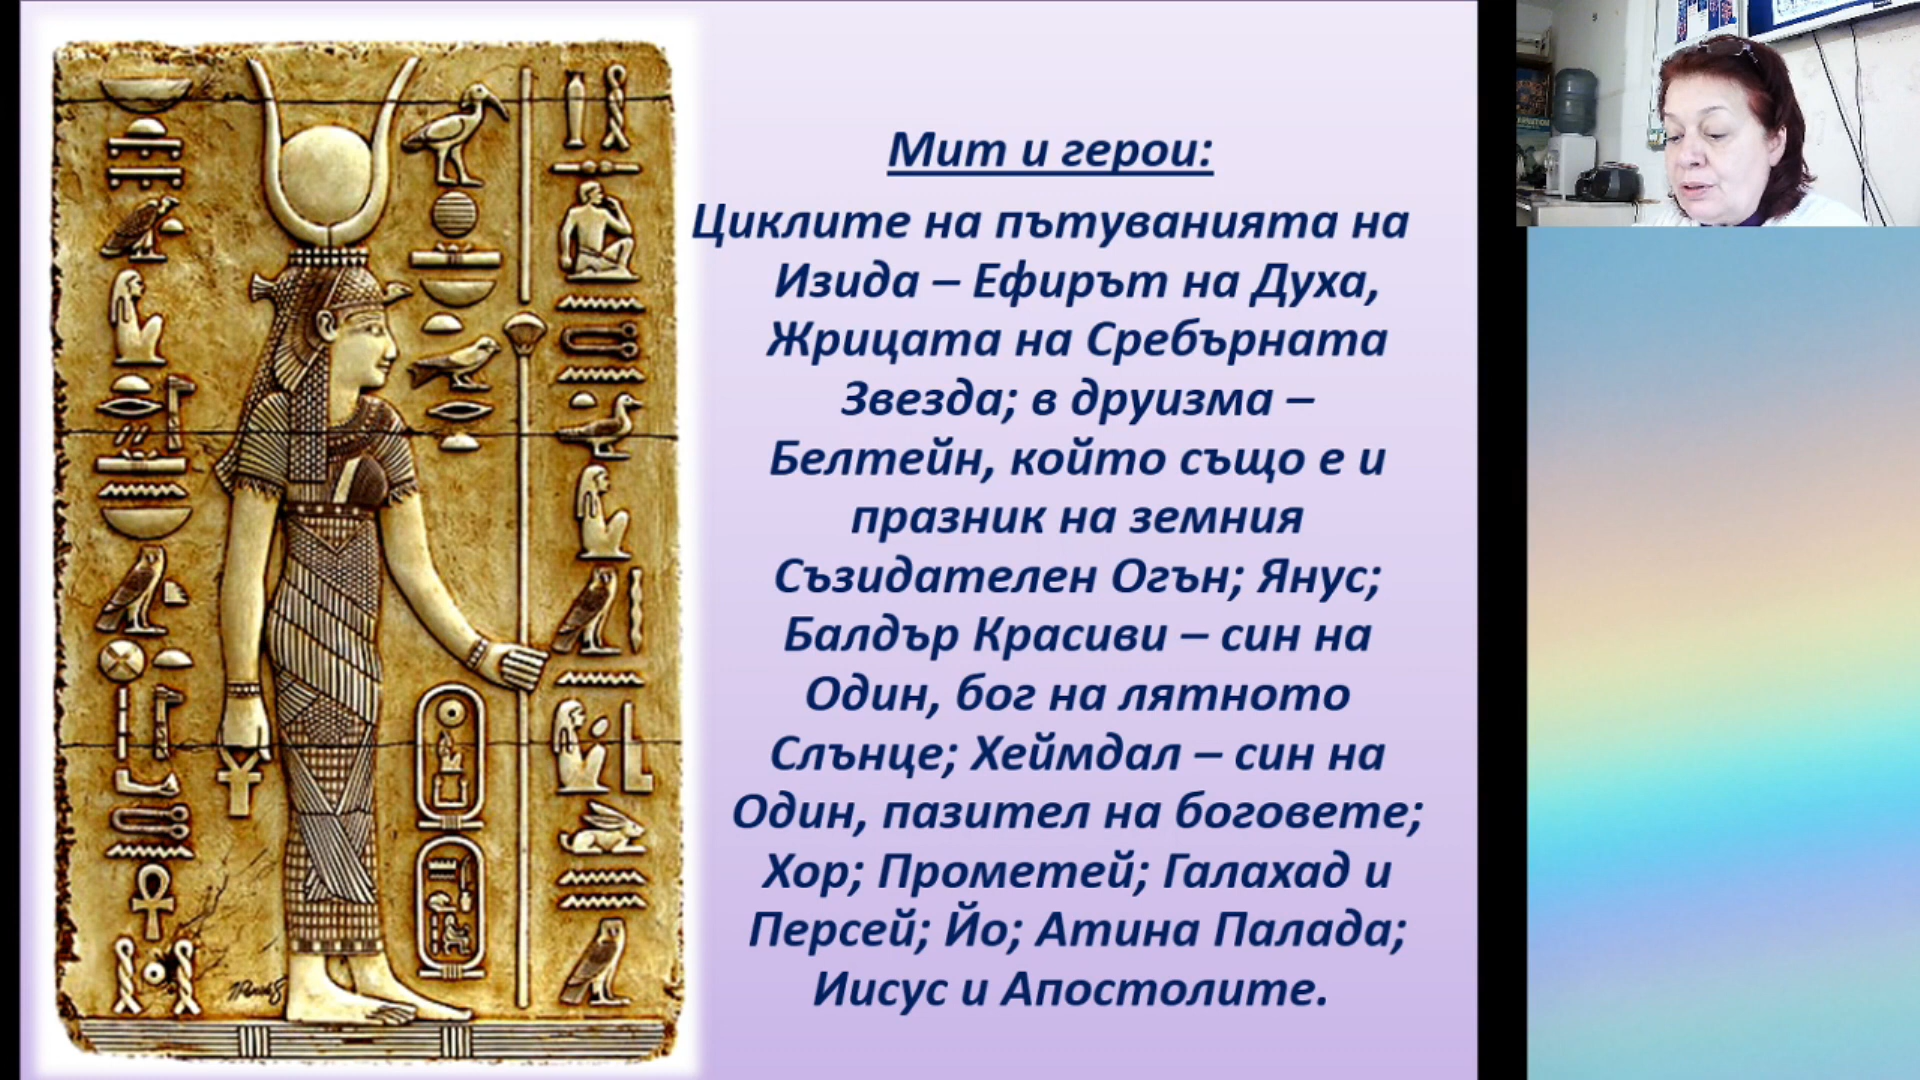 Мит и герои:
Циклите на пътуванията на
Изида – Ефирът на Духа,
Жрицата на Сребърната
Звезда; в друизма –
Белтейн, който също е и
празник на земния
Съзидателен Огън; Янус;
Балдър Красиви – син на
Один, бог на лятното
Слънце; Хеймдал – син на
Один, пазител на боговете;
Хор; Прометей; Галахад и
Персей; Йо; Атина Палада;
Иисус и Апостолите.